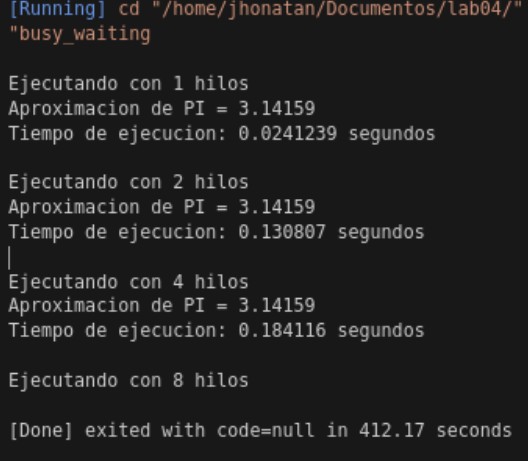 [Running] cd "/home/jhonatan/Documentos/lab04/"
"busy_waiting
Ejecutando con 1 hilos
Aproximacion de PI = 3.14159
Tiempo de ejecucion: 0.0241239 segundos
Ejecutando con 2 hilos
Aproximacion de PI = 3.14159
Tiempo de ejecucion: 0.130807 segundos
Ejecutando con 4 hilos
Aproximacion de PI = 3.14159
Tiempo de ejecucion: 0.184116 segundos
Ejecutando con 8 hilos
[Done] exited with code=null in 412.17 seconds